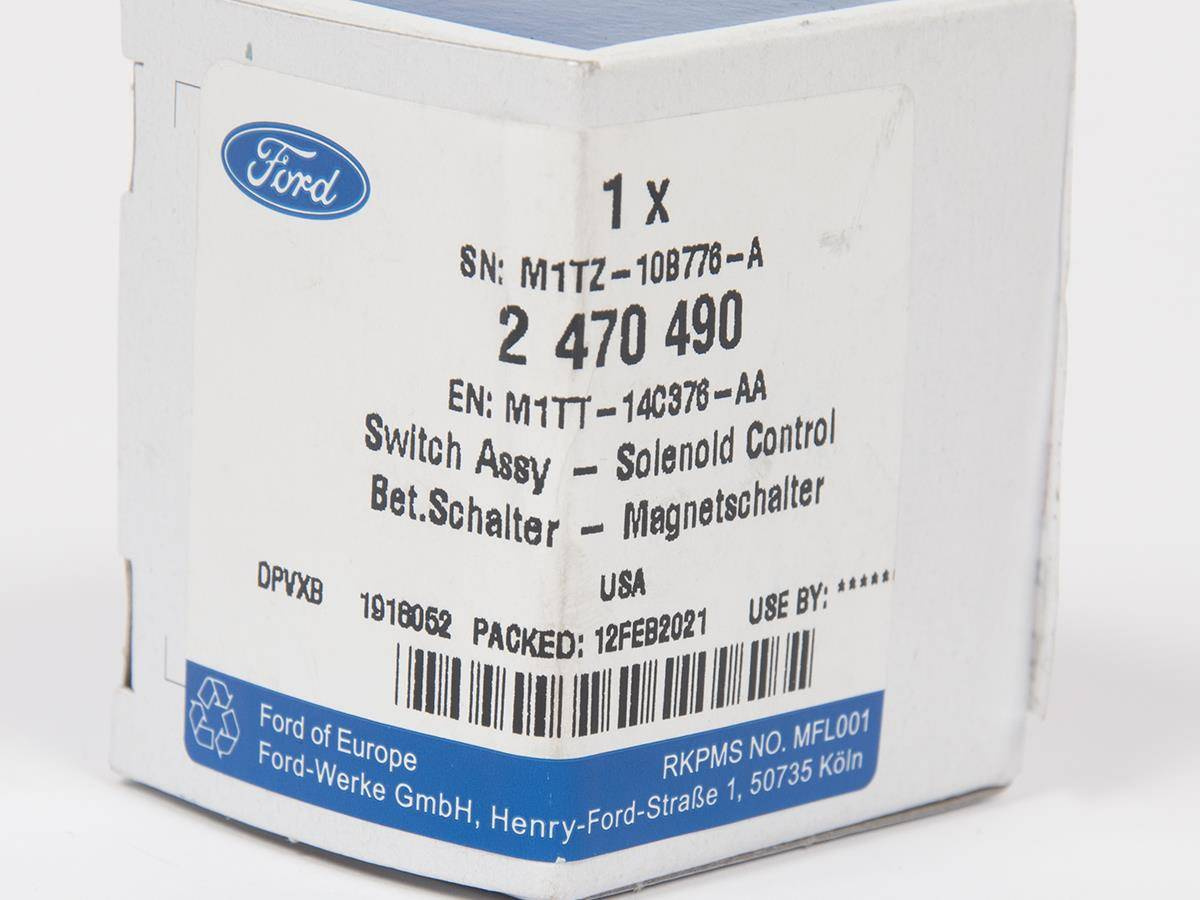 Ford
1 x
SN: M1TZ-10B776-A
2 470 490
EN: M1TT-14C376-AA
Switch Assy - Solenoid Control
Bet.Schalter - Magnetschalter
USA
DPVXB 1916052 PACKED: 12FEB2021 USE BY: *****
Ford of Europe RKPMS NO. MFL001
Ford-Werke GmbH, Henry-Ford-Straße 1, 50735 Köln